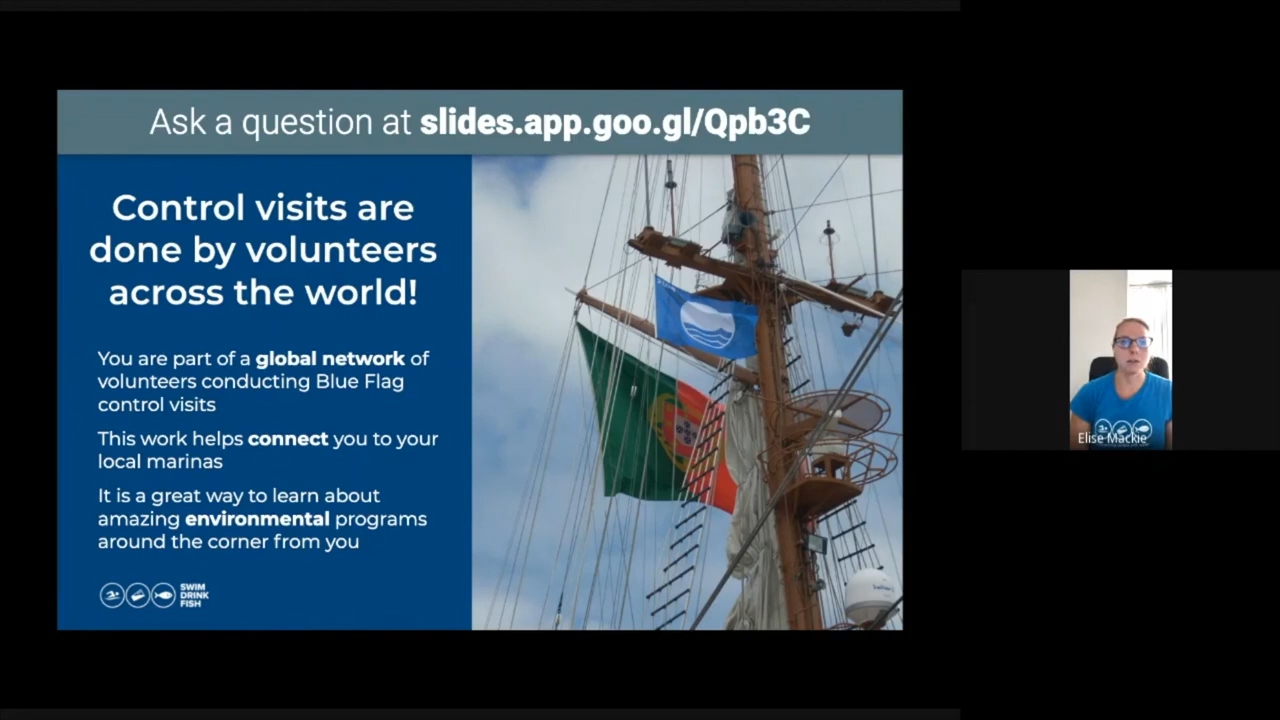 Ask a question at slides.app.goo.gl/Qpb3C
Control visits are
done by volunteers
across the world!
You are part of a global network of
volunteers conducting Blue Flag
control visits
This work helps connect you to your
local marinas
It is a great way to learn about
amazing environmental programs
around the corner from you
SWIM
DRINK
FISH
Elise Mackie